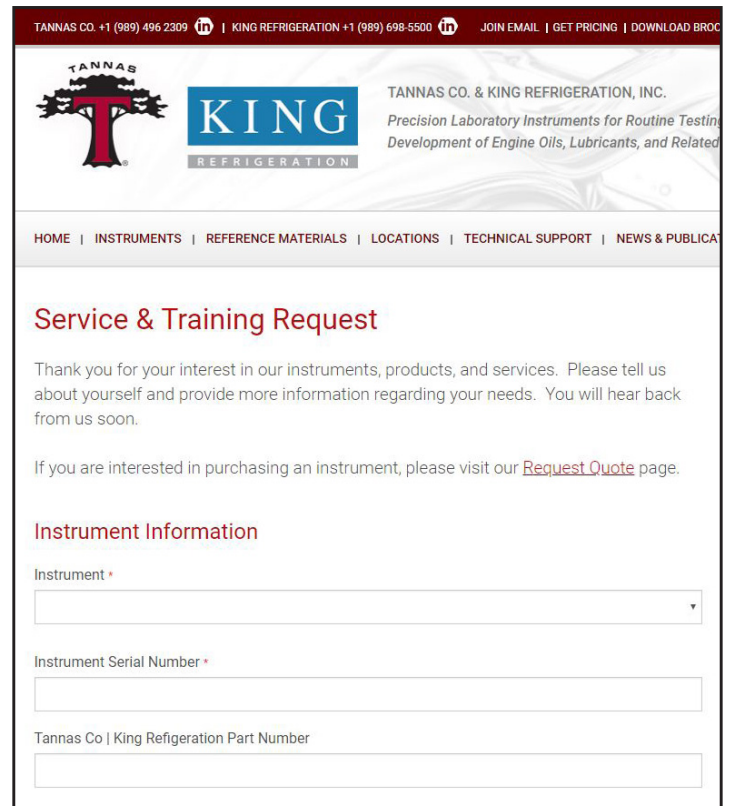 TANNAS CO. +1 (989) 496 2309 in | KING REFRIGERATION +1 (989) 698-5500 in JOIN EMAIL | GET PRICING | DOWNLOAD BROC
TANNAS
T
®
KING
REFRIGERATION
TANNAS CO. & KING REFRIGERATION, INC.
Precision Laboratory Instruments for Routine Testing
Development of Engine Oils, Lubricants, and Related
HOME | INSTRUMENTS | REFERENCE MATERIALS | LOCATIONS | TECHNICAL SUPPORT | NEWS & PUBLICAT
Service & Training Request
Thank you for your interest in our instruments, products, and services. Please tell us
about yourself and provide more information regarding your needs. You will hear back
from us soon.
If you are interested in purchasing an instrument, please visit our Request Quote page.
Instrument Information
Instrument *
Instrument Serial Number *
Tannas Co | King Refigeration Part Number